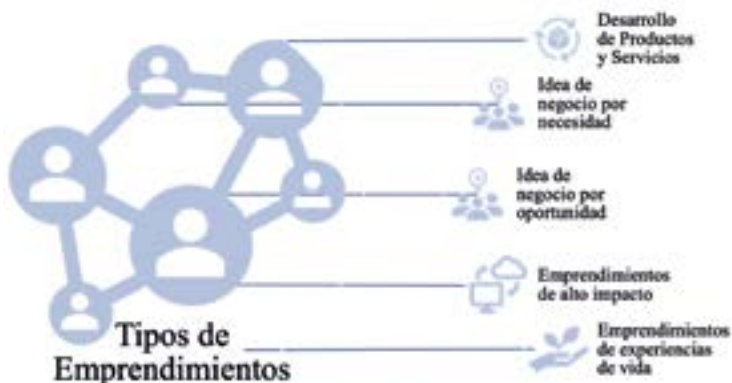 Desarrollo
de Productos
y Servicios
Idea de
negocio por
necesidad
Idea de
negocio por
oportunidad
Emprendimientos
de alto impacto
Emprendimientos
de experiencias
de vida
Tipos de
Emprendimientos